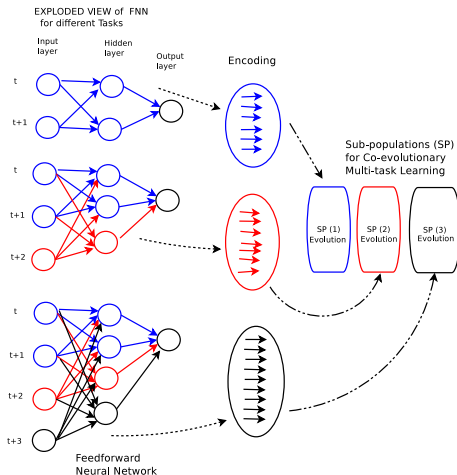 EXPLODED VIEW of FNN
for different Tasks
Input
layer
Hidden
layer
Output
layer
Encoding
t
t+1
Sub-populations (SP)
for Co-evolutionary
Multi-task Learning
t
t+1
t+2
SP (1)
Evolution
SP (2)
Evolution
SP (3)
Evolution
t
t+1
t+2
t+3
Feedforward
Neural Network